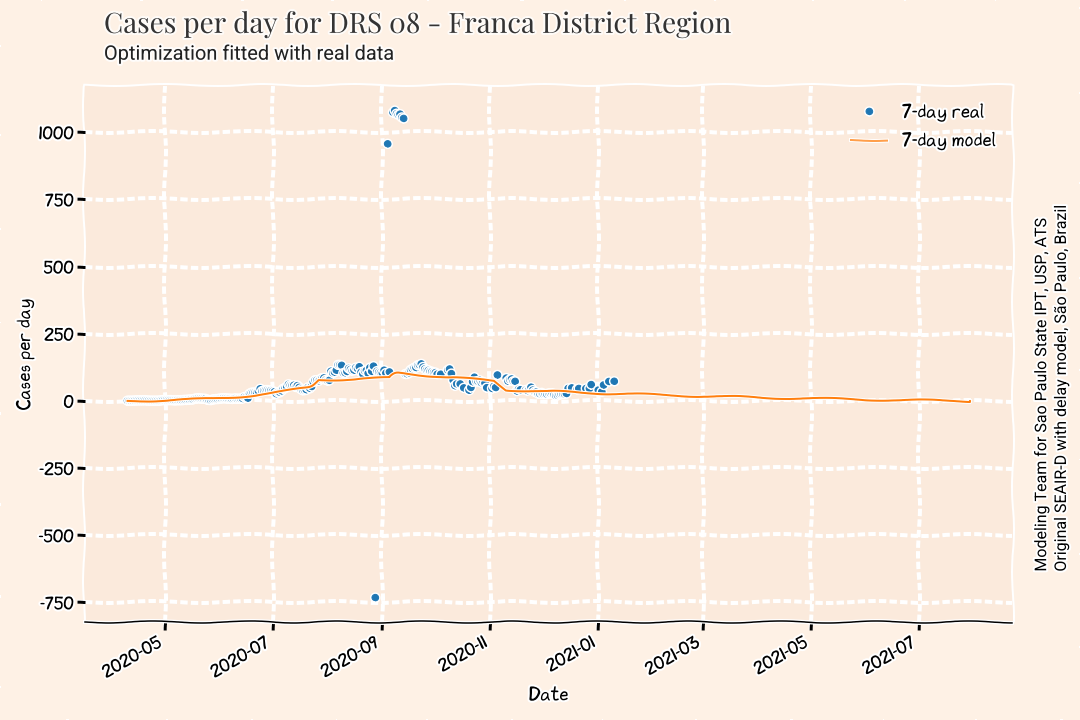 Cases per day for DRS 08 - Franca District Region
Optimization fitted with real data
7-day real
7-day model
1000
750
500
250
0
-250
-500
-750
Cases per day
2020-05
2020-07
2020-09
2020-11
2021-01
2021-03
2021-05
2021-07
Date
Modeling Team for Sao Paulo State IPT, USP, ATS
Original SEAIR-D with delay model, São Paulo, Brazil